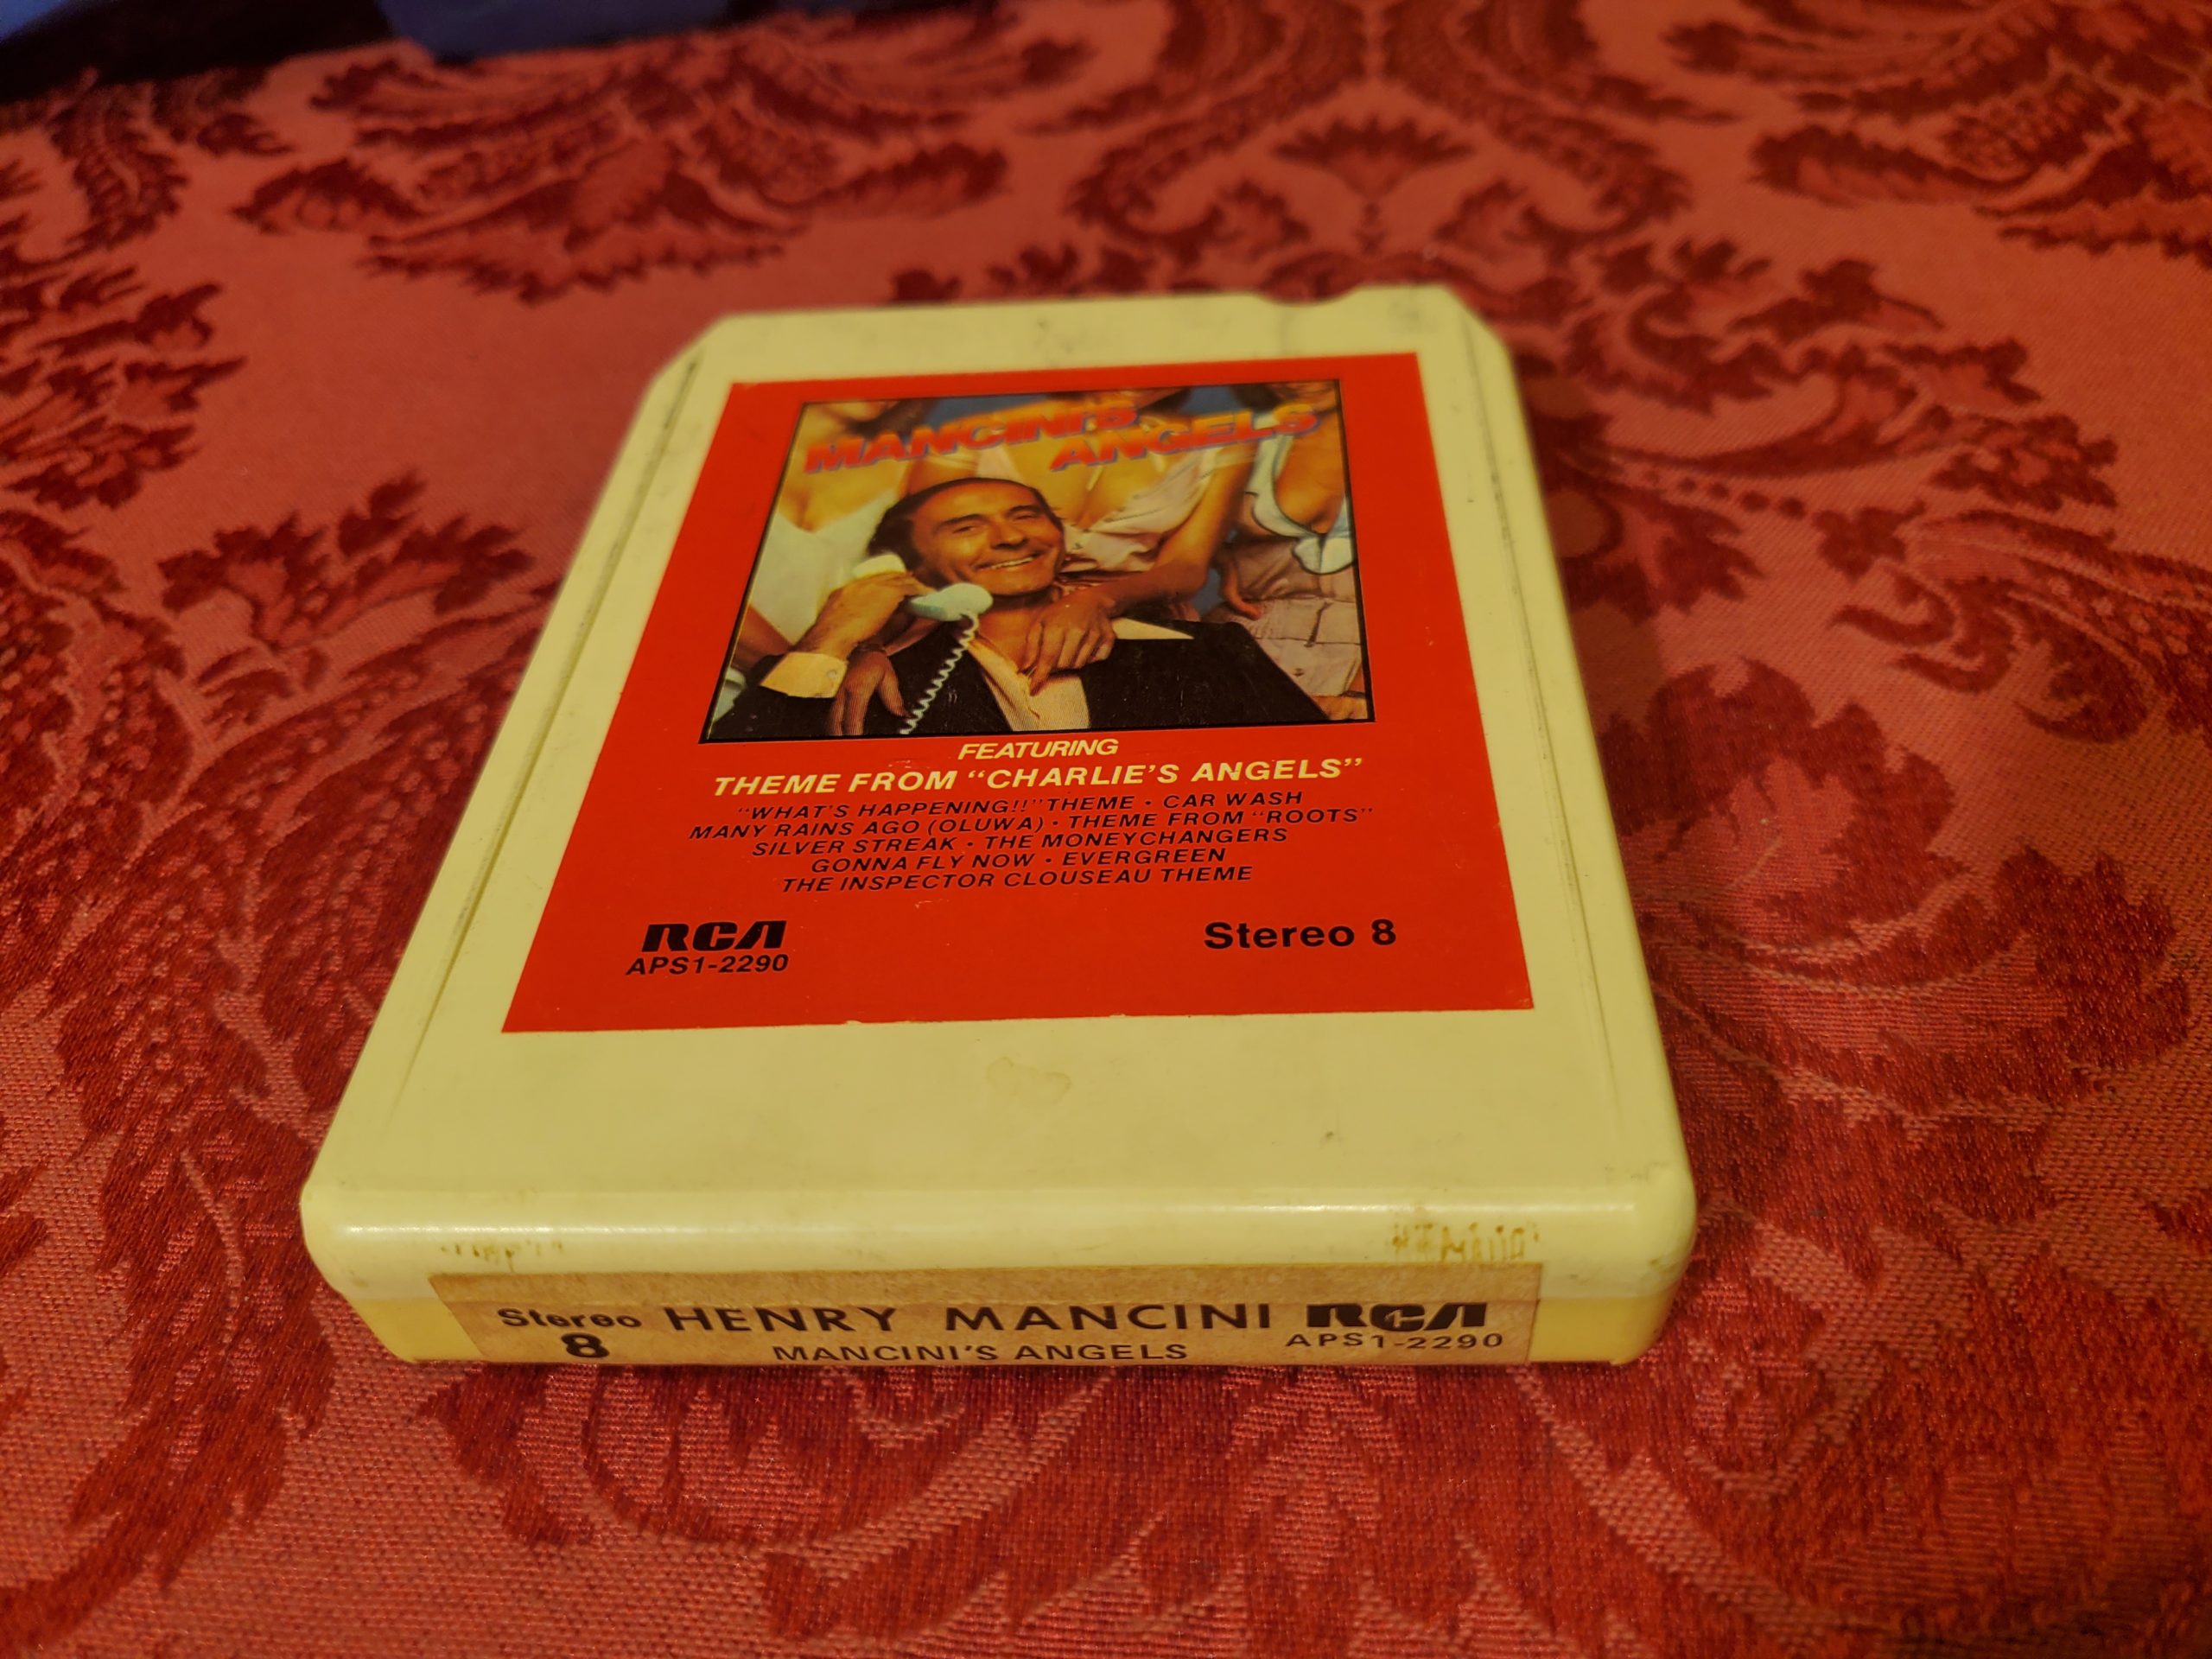 MANCINI'S
ANGELS
FEATURING
THEME FROM "CHARLIE'S ANGELS"
"WHAT'S HAPPENING!!" THEME • CAR WASH
MANY RAINS AGO (OLUWA) • THEME FROM "ROOTS"
SILVER STREAK • THE MONEYCHANGERS
GONNA FLY NOW • EVERGREEN
THE INSPECTOR CLOUSEAU THEME
RCA
APS1-2290
Stereo 8
Stereo
8
HENRY MANCINI
MANCINI'S ANGELS
RCA
APS1-2290